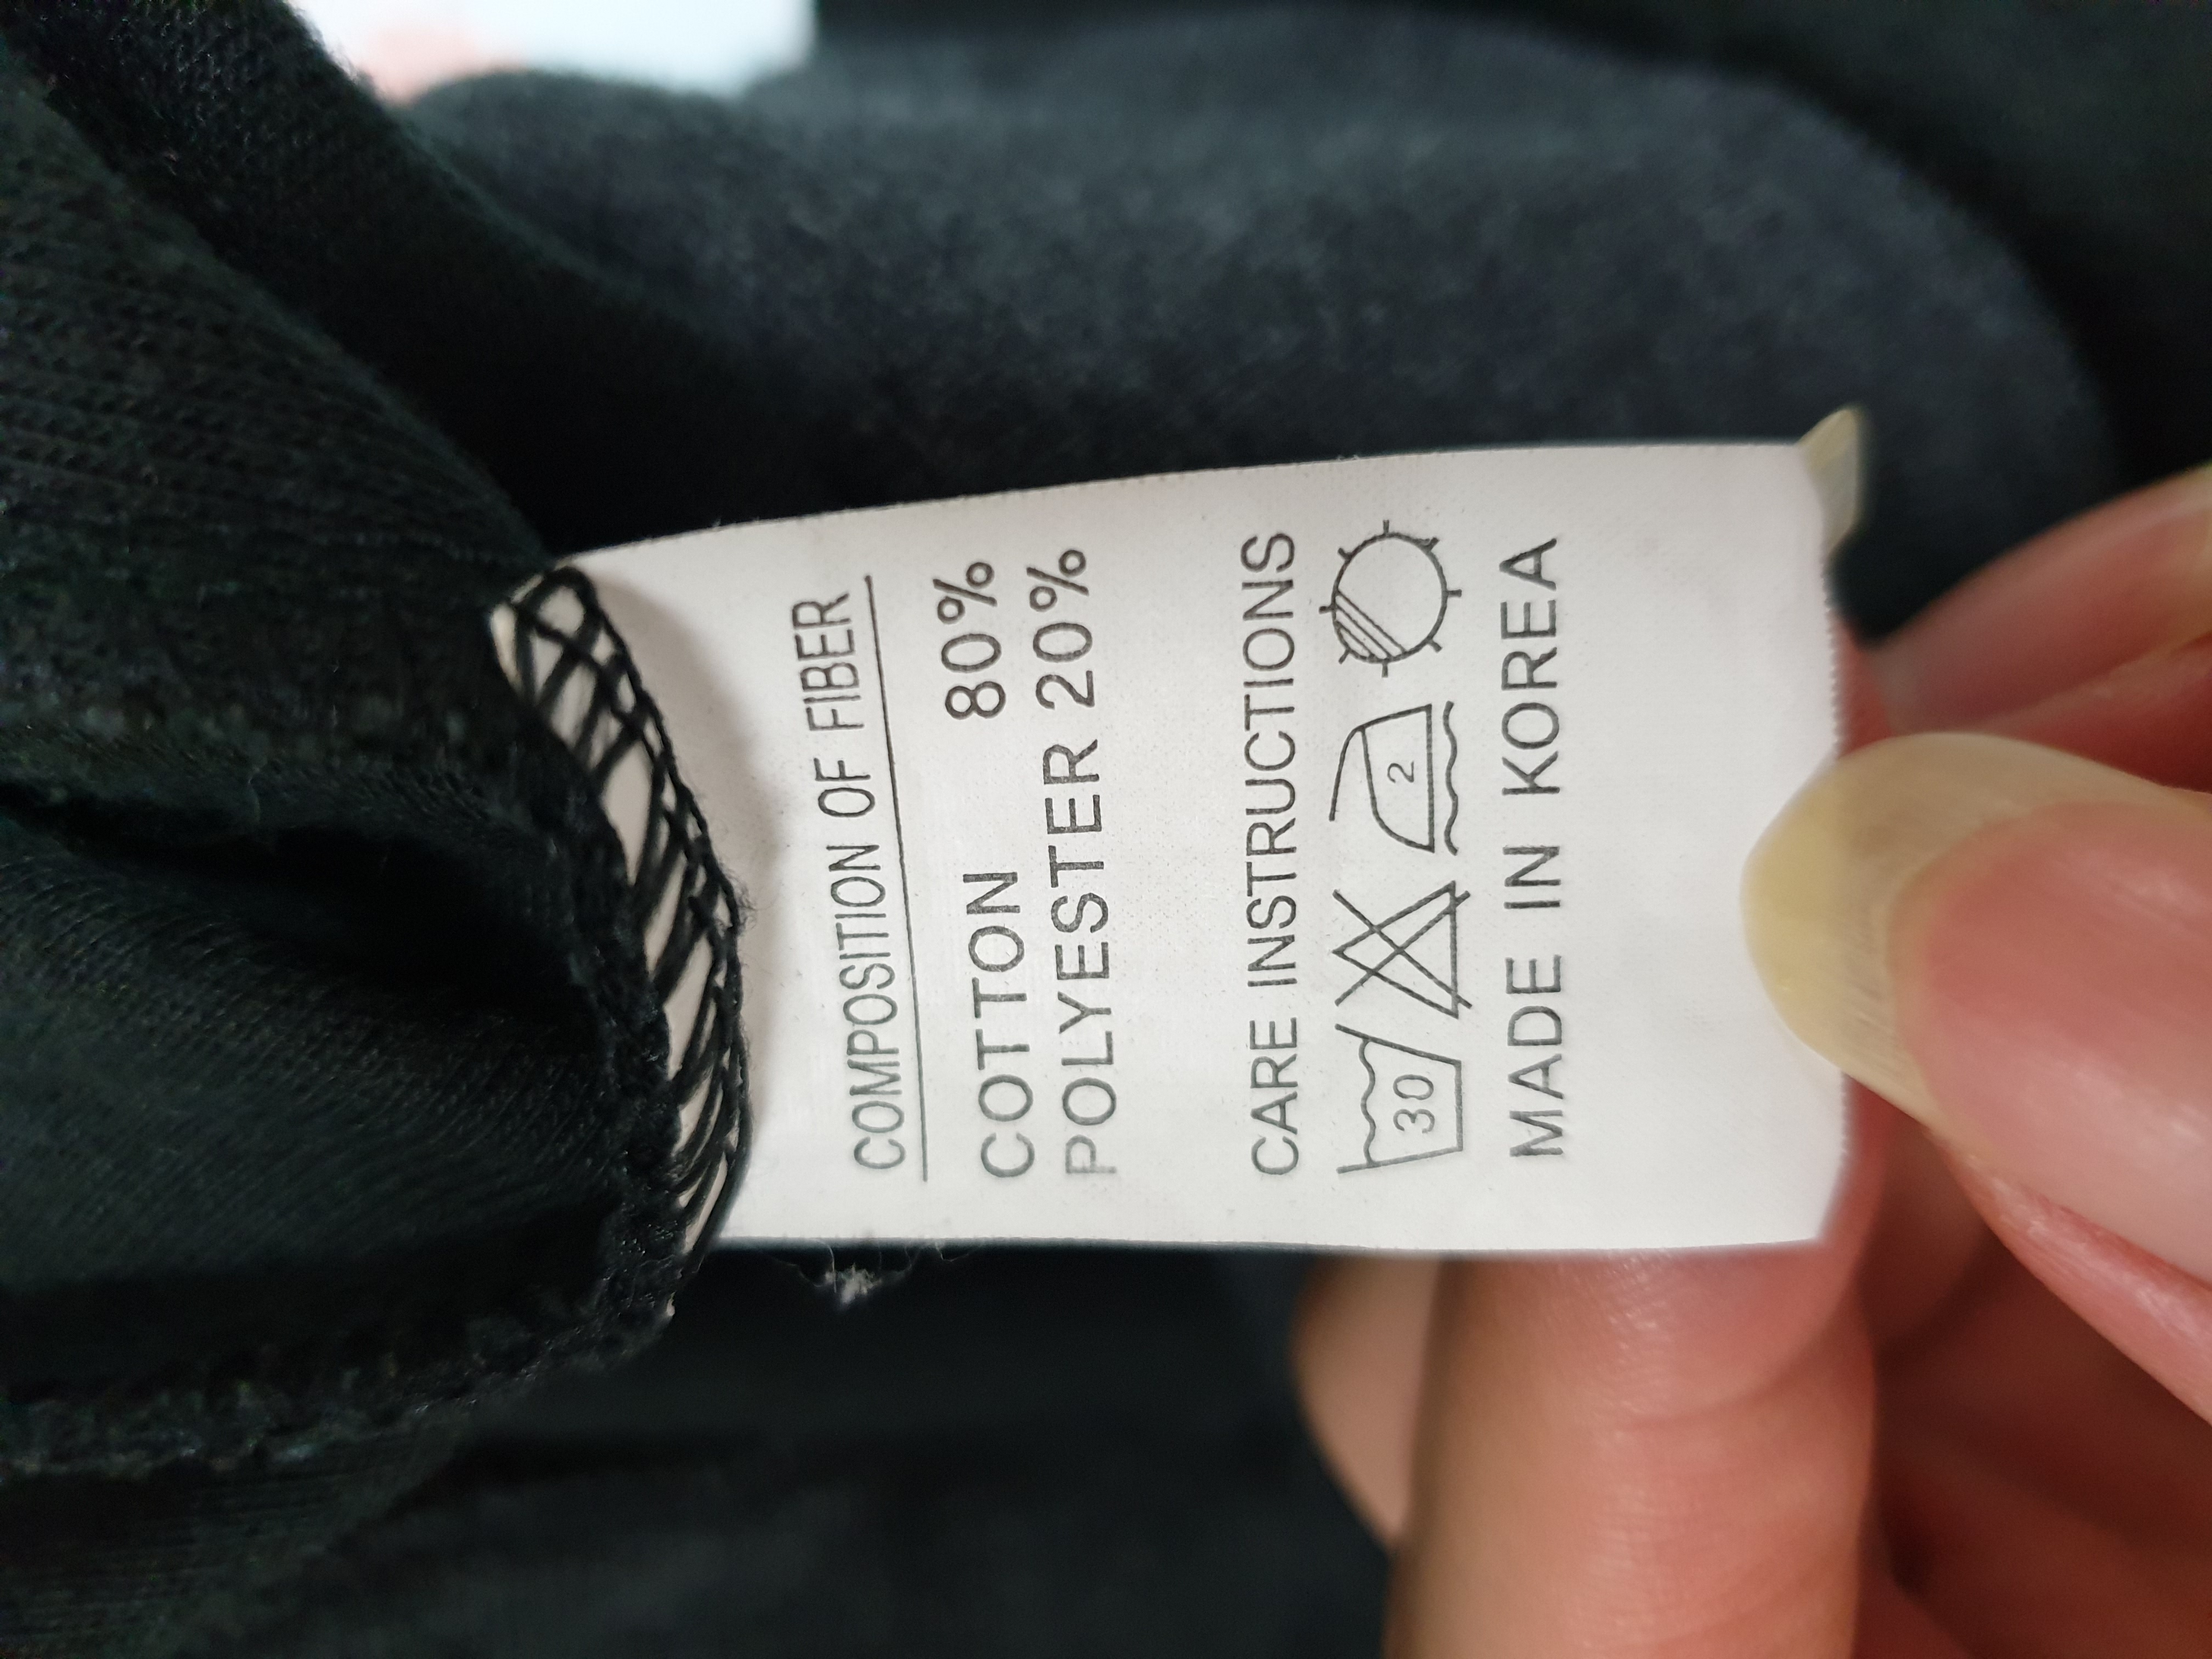 COMPOSITION OF FIBER
COTTON 80%
POLYESTER 20%
CARE INSTRUCTIONS
30 2
MADE IN KOREA